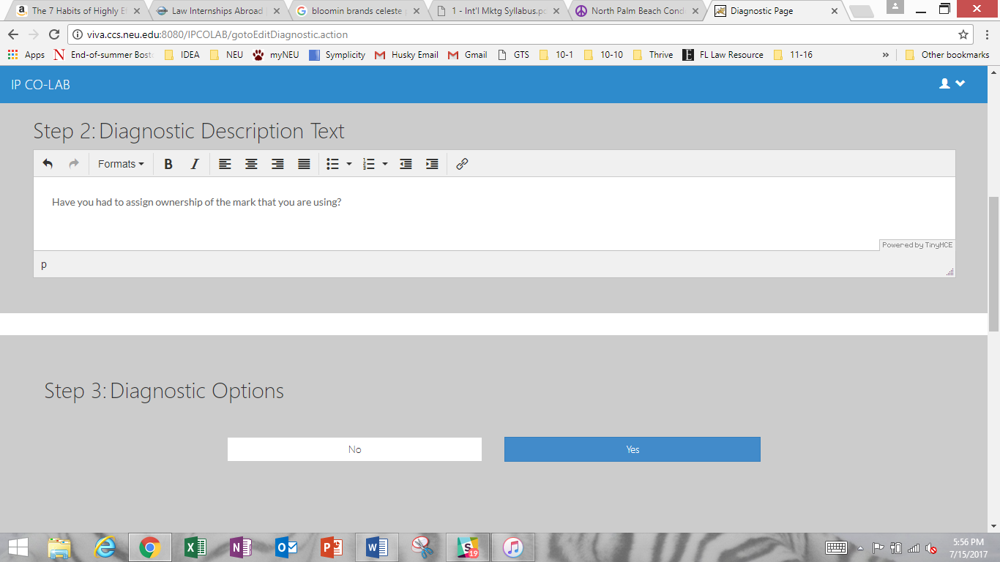 The 7 Habits of Highly Ef
Law Internships Abroad
bloomin brands celeste
1 - Int'l Mktg Syllabus.pd
North Palm Beach Cond
Diagnostic Page
viva.ccs.neu.edu:8080/IPCOLAB/gotoEditDiagnostic.action
Apps
N End-of-summer Bost
IDEA
NEU
myNEU
Symplicity
Husky Email
Gmail
GTS
10-1
10-10
Thrive
E FL Law Resource
11-16
»
Other bookmarks
IP CO-LAB
Step 2: Diagnostic Description Text
Formats
B
I
Have you had to assign ownership of the mark that you are using?
Powered by TinyMCE
p
Step 3: Diagnostic Options
No
Yes
19
5:56 PM
7/15/2017